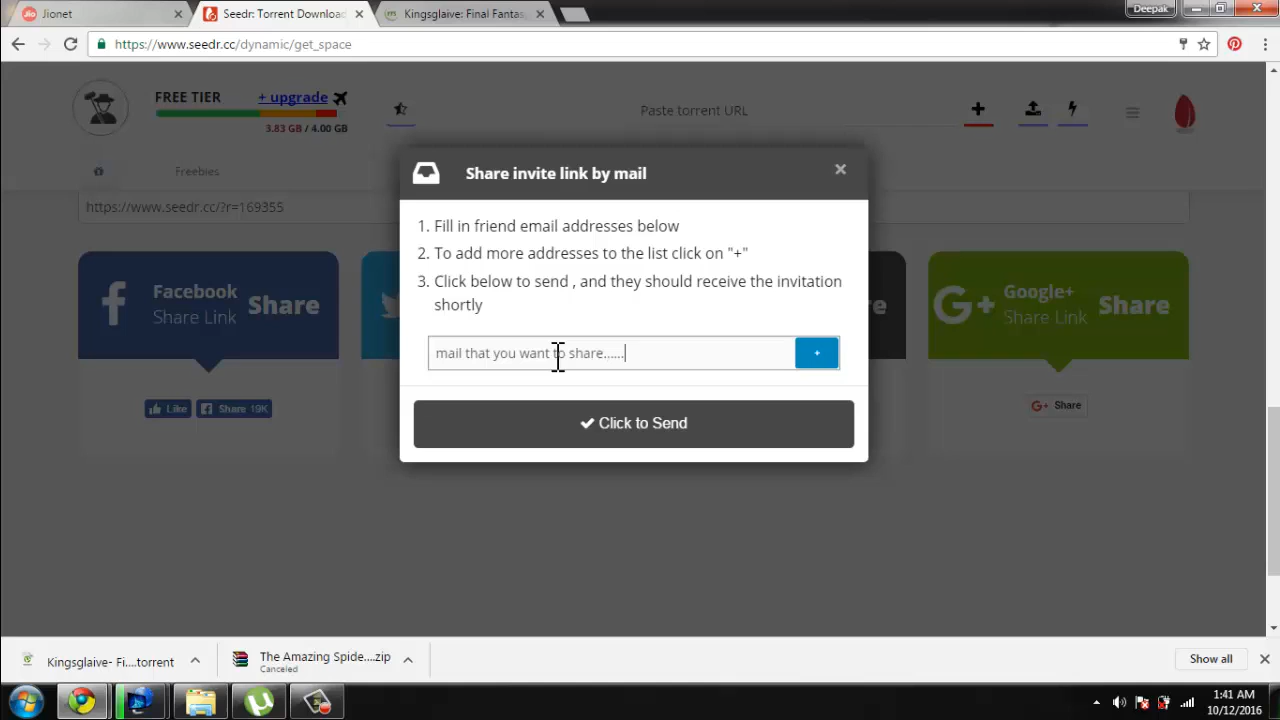 Jionet
Seedr: Torrent Download
Kingsglaive: Final Fantas
Deepak
https://www.seedr.cc/dynamic/get_space
FREE TIER
+ upgrade
3.83 GB / 4.00 GB
Paste torrent URL
Freebies
https://www.seedr.cc/?r=169355
Share invite link by mail
1. Fill in friend email addresses below
2. To add more addresses to the list click on "+"
3. Click below to send , and they should receive the invitation
shortly
mail that you want to share......
+
Click to Send
Facebook
Share Link
Share
Google+
Share Link
Share
Like
Share 19K
G+ Share
Kingsglaive- Fi....torrent
The Amazing Spide....zip
Canceled
Show all
1:41 AM
10/12/2016